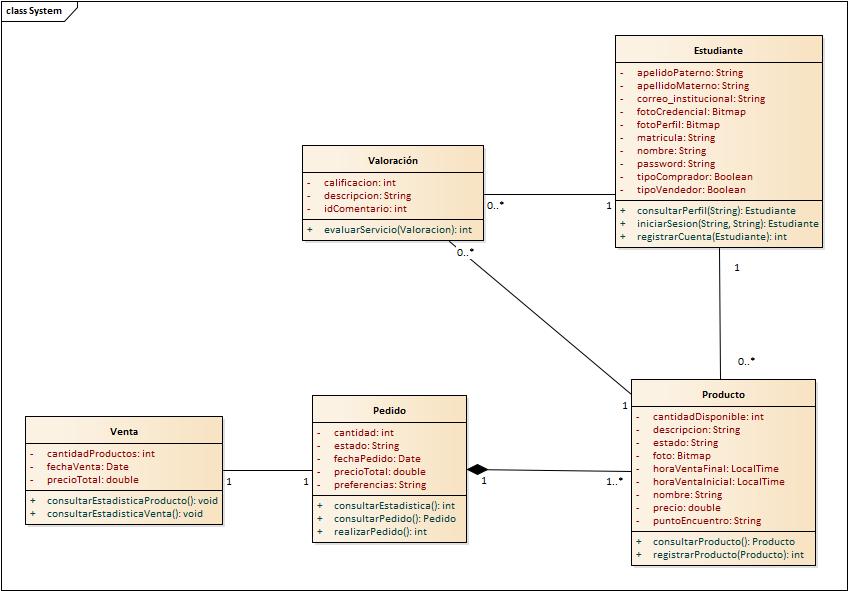 class System
Estudiante
- apelidoPaterno: String
- apellidoMaterno: String
- correo_institucional: String
- fotoCredencial: Bitmap
- fotoPerfil: Bitmap
- matricula: String
- nombre: String
- password: String
- tipoComprador: Boolean
- tipoVendedor: Boolean
+ consultarPerfil(String): Estudiante
+ iniciarSesion(String, String): Estudiante
+ registrarCuenta(Estudiante): int
Valoración
- calificacion: int
- descripcion: String
- idComentario: int
+ evaluarServicio(Valoracion): int
0..*
1
0..*
1
1
0..*
Producto
- cantidadDisponible: int
- descripcion: String
- estado: String
- foto: Bitmap
- horaVentaFinal: LocalTime
- horaVentaInicial: LocalTime
- nombre: String
- precio: double
- puntoEncuentro: String
+ consultarProducto(): Producto
+ registrarProducto(Producto): int
Pedido
- cantidad: int
- estado: String
- fechaPedido: Date
- precioTotal: double
- preferencias: String
+ consultarEstadistica(): int
+ consultarPedido(): Pedido
+ realizarPedido(): int
1
1..*
Venta
- cantidadProductos: int
- fechaVenta: Date
- precioTotal: double
+ consultarEstadisticaProducto(): void
+ consultarEstadisticaVenta(): void
1
1